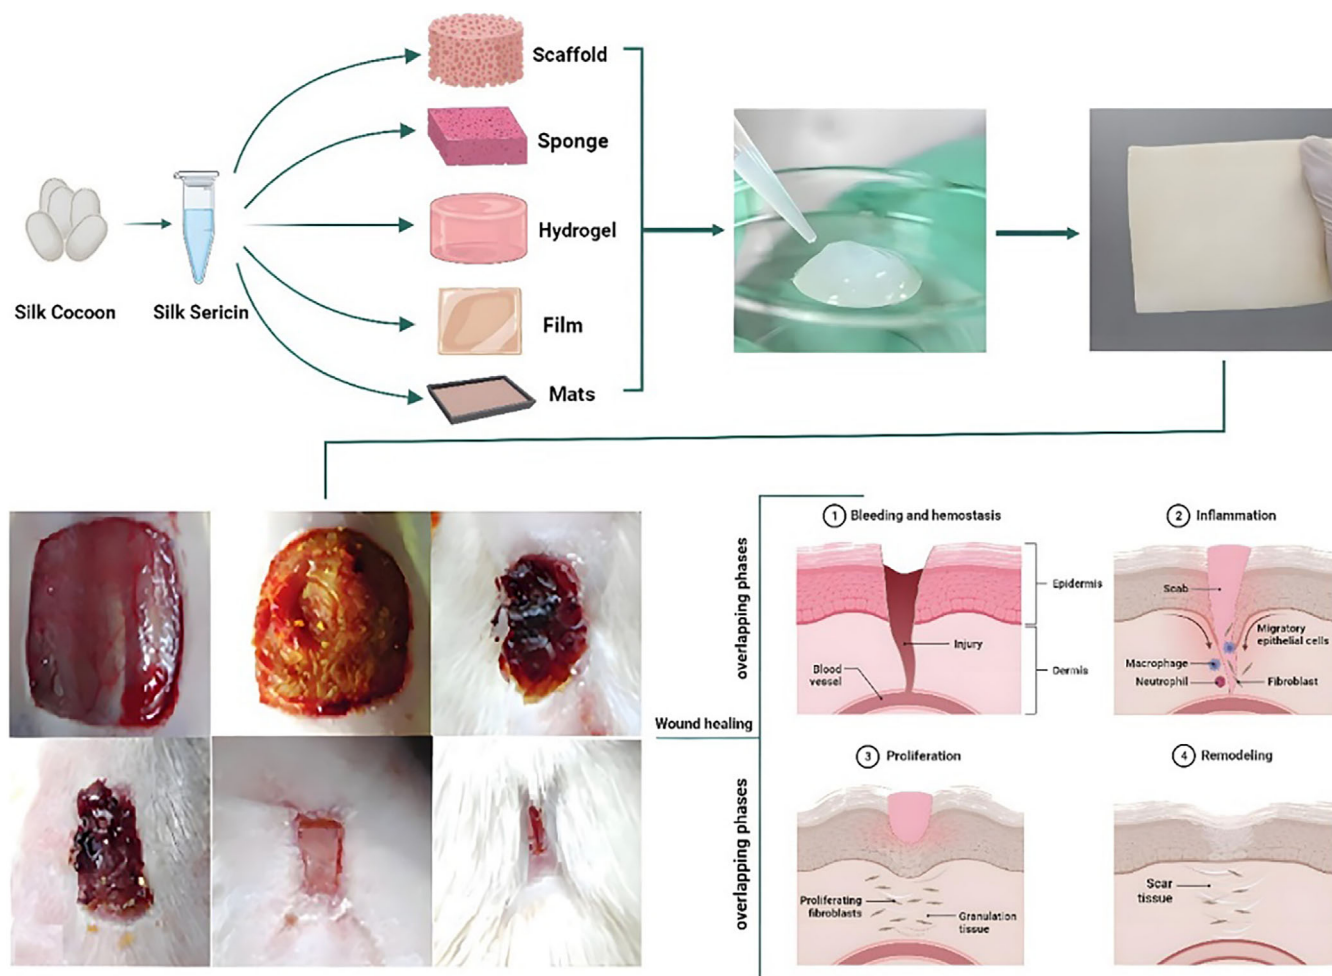 Scaffold
Sponge
Hydrogel
Film
Mats
Silk Cocoon
Silk Sericin
Wound healing
overlapping phases
overlapping phases
1 Bleeding and hemostasis
Epidermis
Injury
Blood
vessel
Dermis
2 Inflammation
Scab
Migratory
epithelial cells
Macrophage
Neutrophil
Fibroblast
3 Proliferation
Proliferating
fibroblasts
Granulation
tissue
4 Remodeling
Scar
tissue